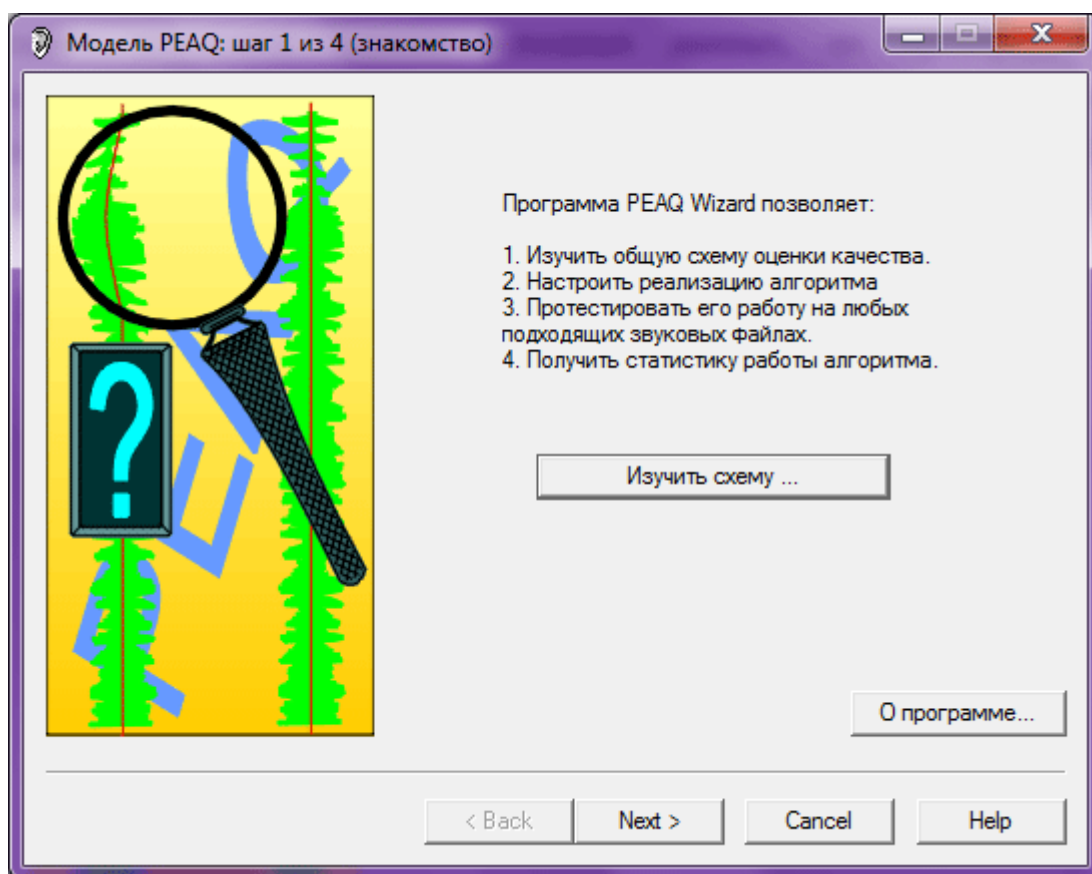 Модель PEAQ: шаг 1 из 4 (знакомство)
Программа PEAQ Wizard позволяет:
1. Изучить общую схему оценки качества.
2. Настроить реализацию алгоритма
3. Протестировать его работу на любых
подходящих звуковых файлах.
4. Получить статистику работы алгоритма.
?
Изучить схему ...
О программе...
< Back
Next >
Cancel
Help